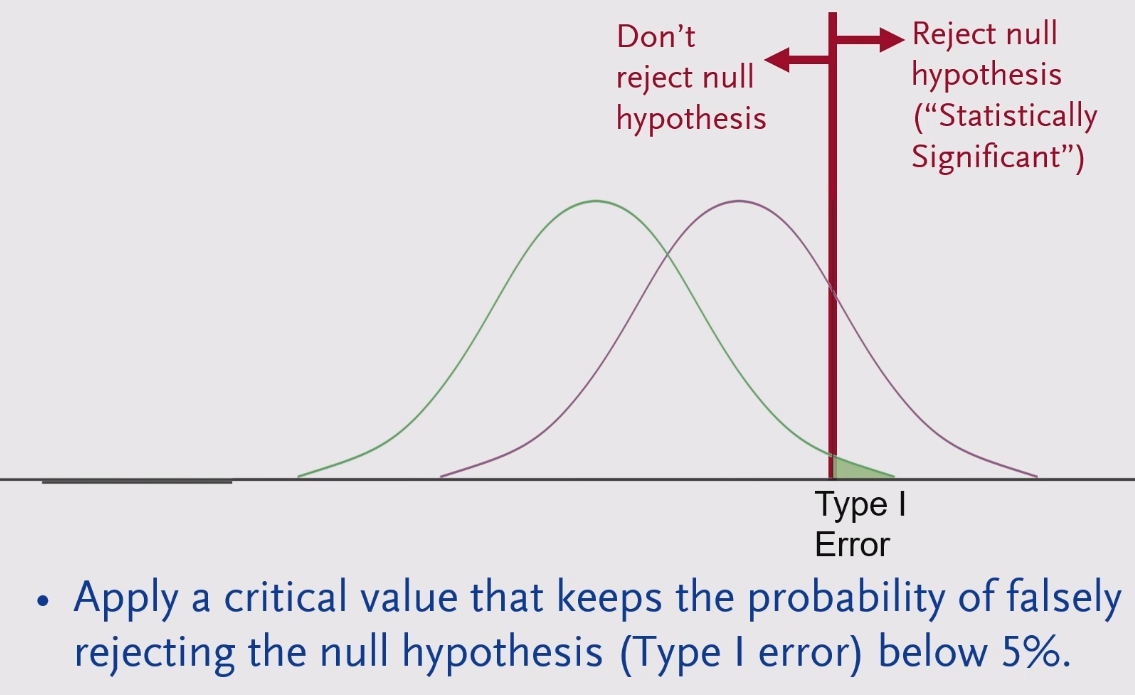 Don’t
reject null
hypothesis
Reject null
hypothesis
(“Statistically
Significant”)
Type I
Error
• Apply a critical value that keeps the probability of falsely
rejecting the null hypothesis (Type I error) below 5%.